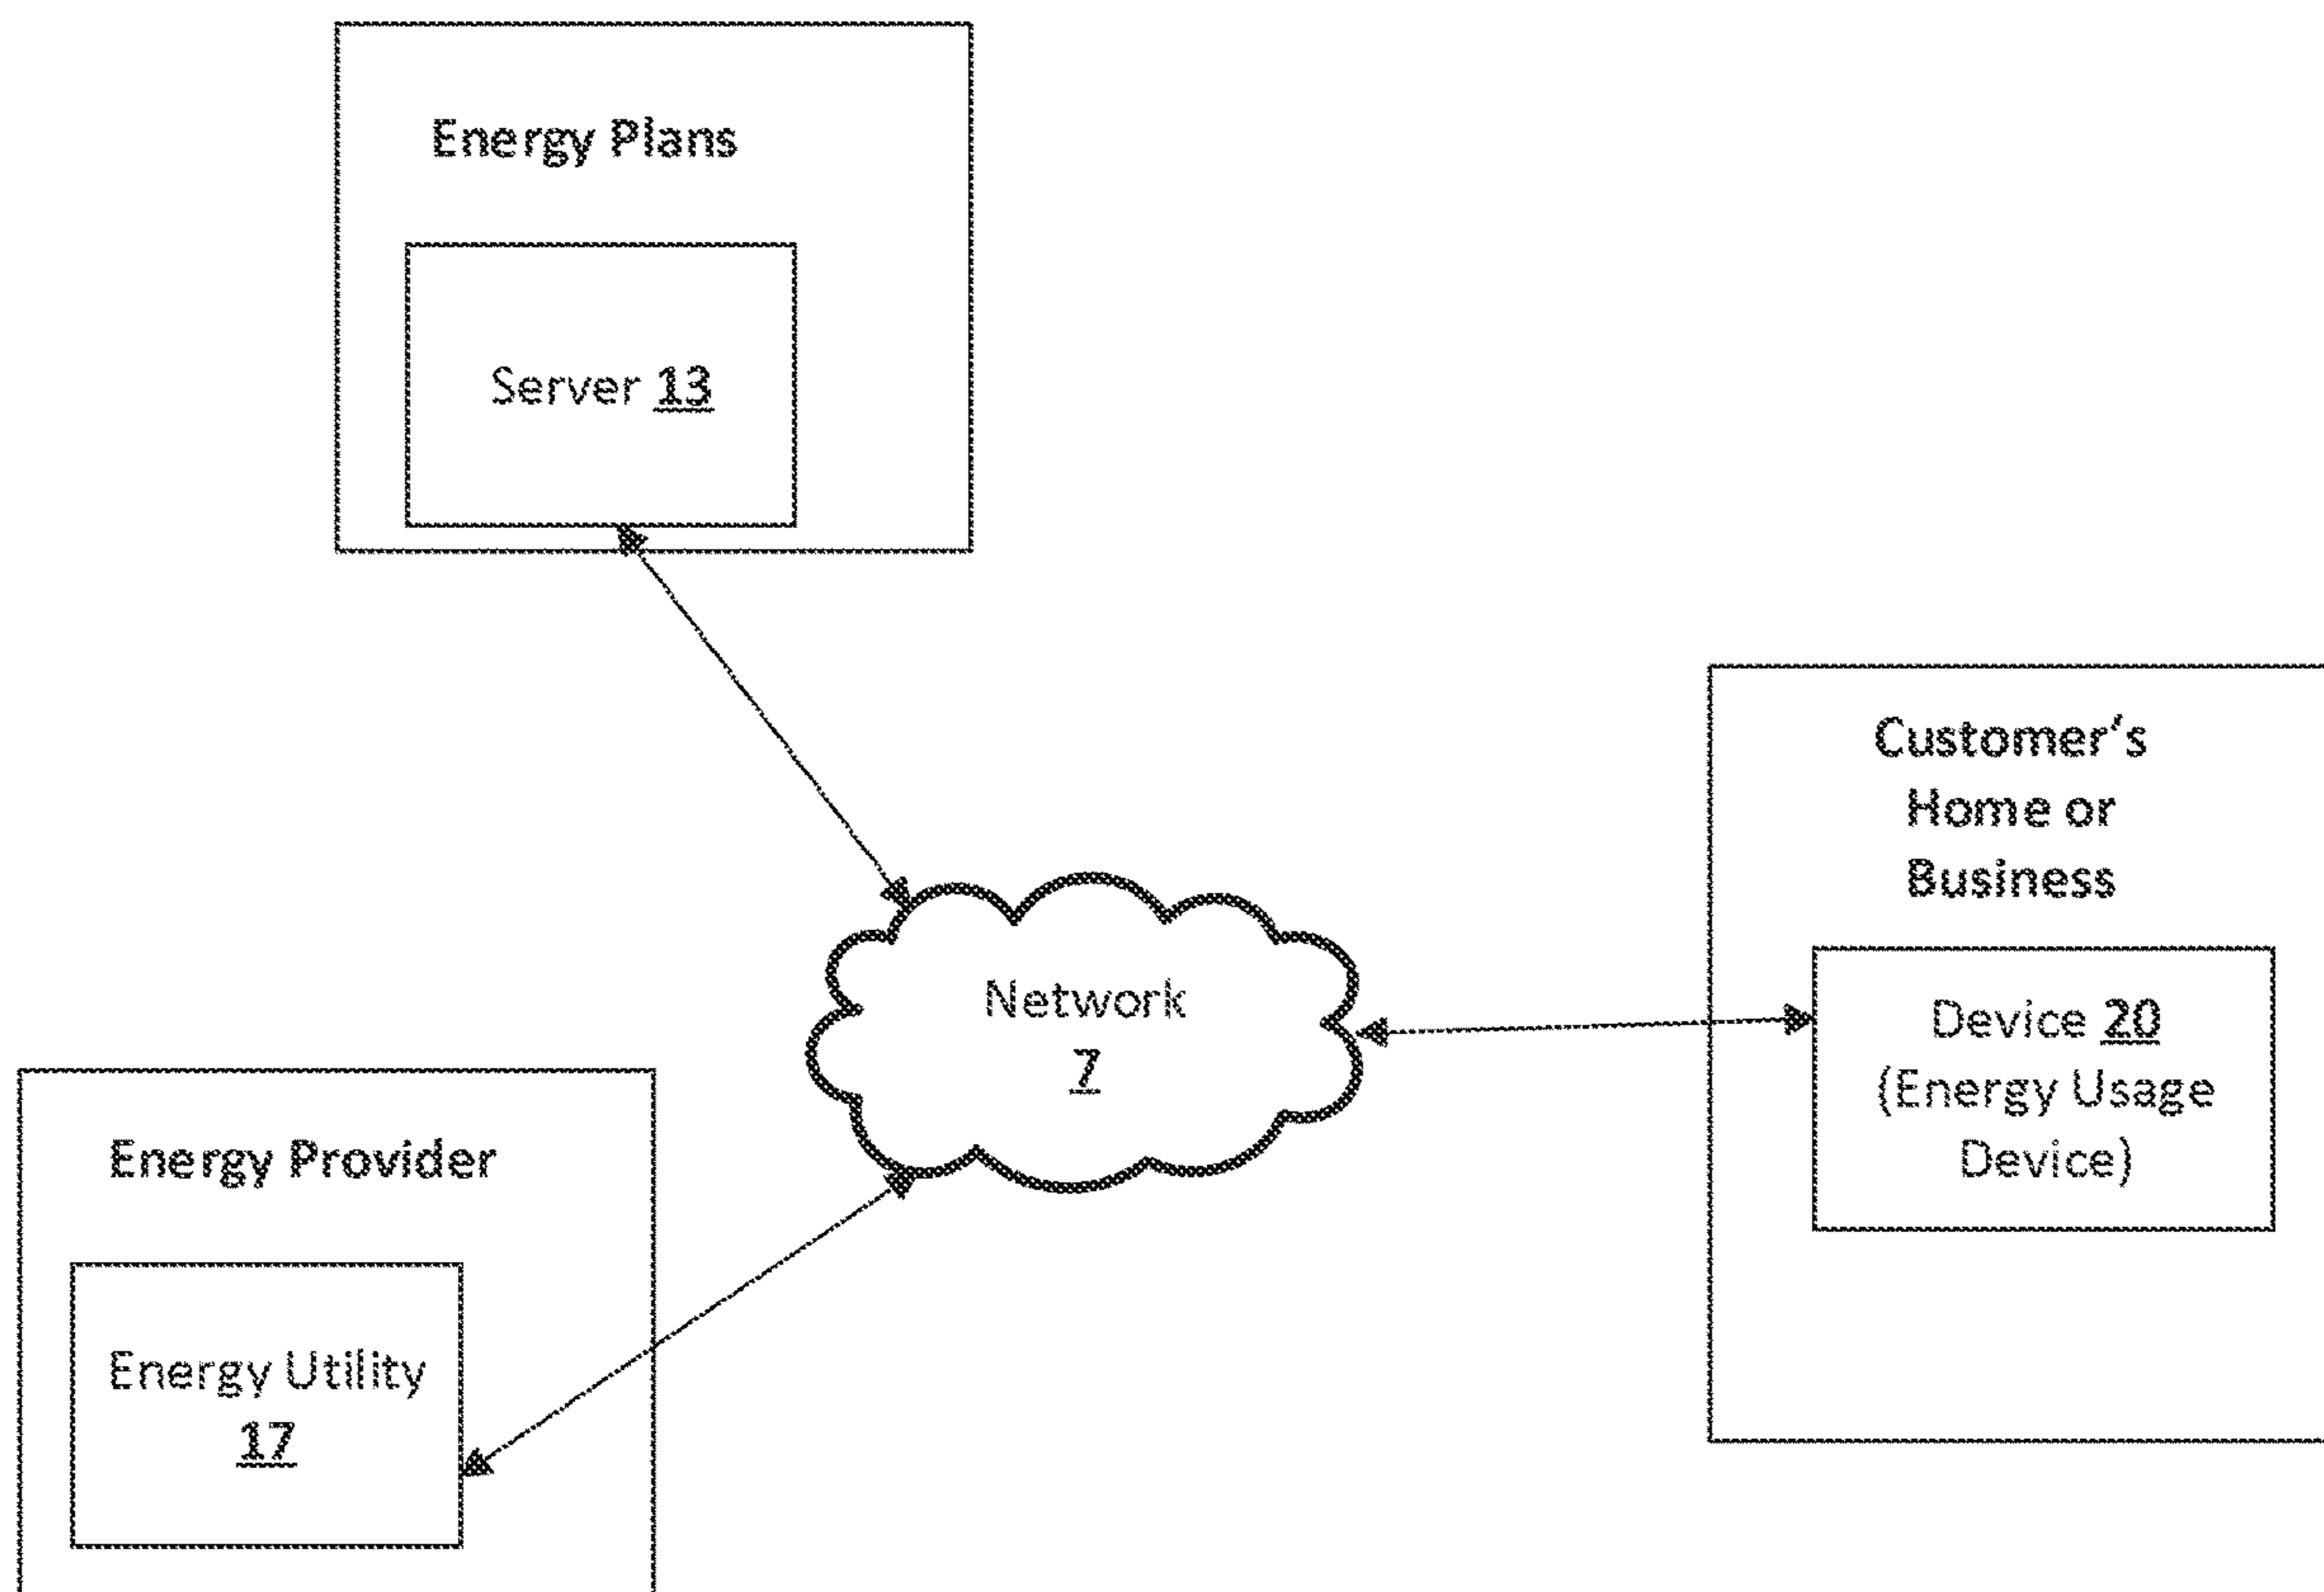 Energy Plans
Server 13
Customer's
Home or
Business
Network
7
Device 20
(Energy Usage
Device)
Energy Provider
Energy Utility
17